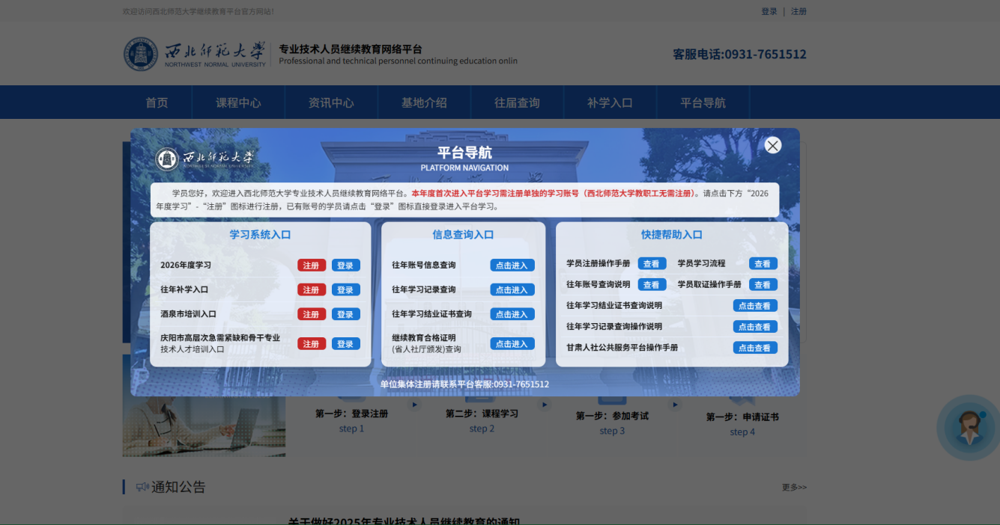 欢迎访问西北师范大学继续教育平台官方网站!
登录 | 注册
西北师范大学
NORTHWEST NORMAL UNIVERSITY
专业技术人员继续教育网络平台
Professional and technical personnel continuing education onlin
客服电话:0931-7651512
首页 课程中心 资讯中心 基地介绍 往届查询 补学入口 平台导航
西北师范大学
NORTHWEST NORMAL UNIVERSITY
平台导航
PLATFORM NAVIGATION
学员您好，欢迎进入西北师范大学专业技术人员继续教育网络平台。本年度首次进入平台学习需注册单独的学习账号（西北师范大学教职工无需注册）。请点击下方“2026
年度学习”-“注册”图标进行注册，已有账号的学员请点击“登录”图标直接登录进入平台学习。
学习系统入口
2026年度学习 注册 登录
往年补学入口 注册 登录
酒泉市培训入口 注册 登录
庆阳市高层次急需紧缺和骨干专业
技术人才培训入口 注册 登录
信息查询入口
往年账号信息查询 点击进入
往年学习记录查询 点击进入
往年学习结业证书查询 点击进入
继续教育合格证明
(省人社厅颁发)查询 点击进入
快捷帮助入口
学员注册操作手册 查看 学员学习流程 查看
往年账号查询说明 查看 学员取证操作手册 查看
往年学习结业证书查询说明 点击查看
往年学习记录查询操作说明 点击查看
甘肃人社公共服务平台操作手册 点击查看
单位集体注册请联系平台客服:0931-7651512
第一步：登录注册
step 1
第二步：课程学习
step 2
第一步：参加考试
step 3
第一步：申请证书
step 4
通知公告
更多>>
关于做好2025年专业技术人员继续教育的通知